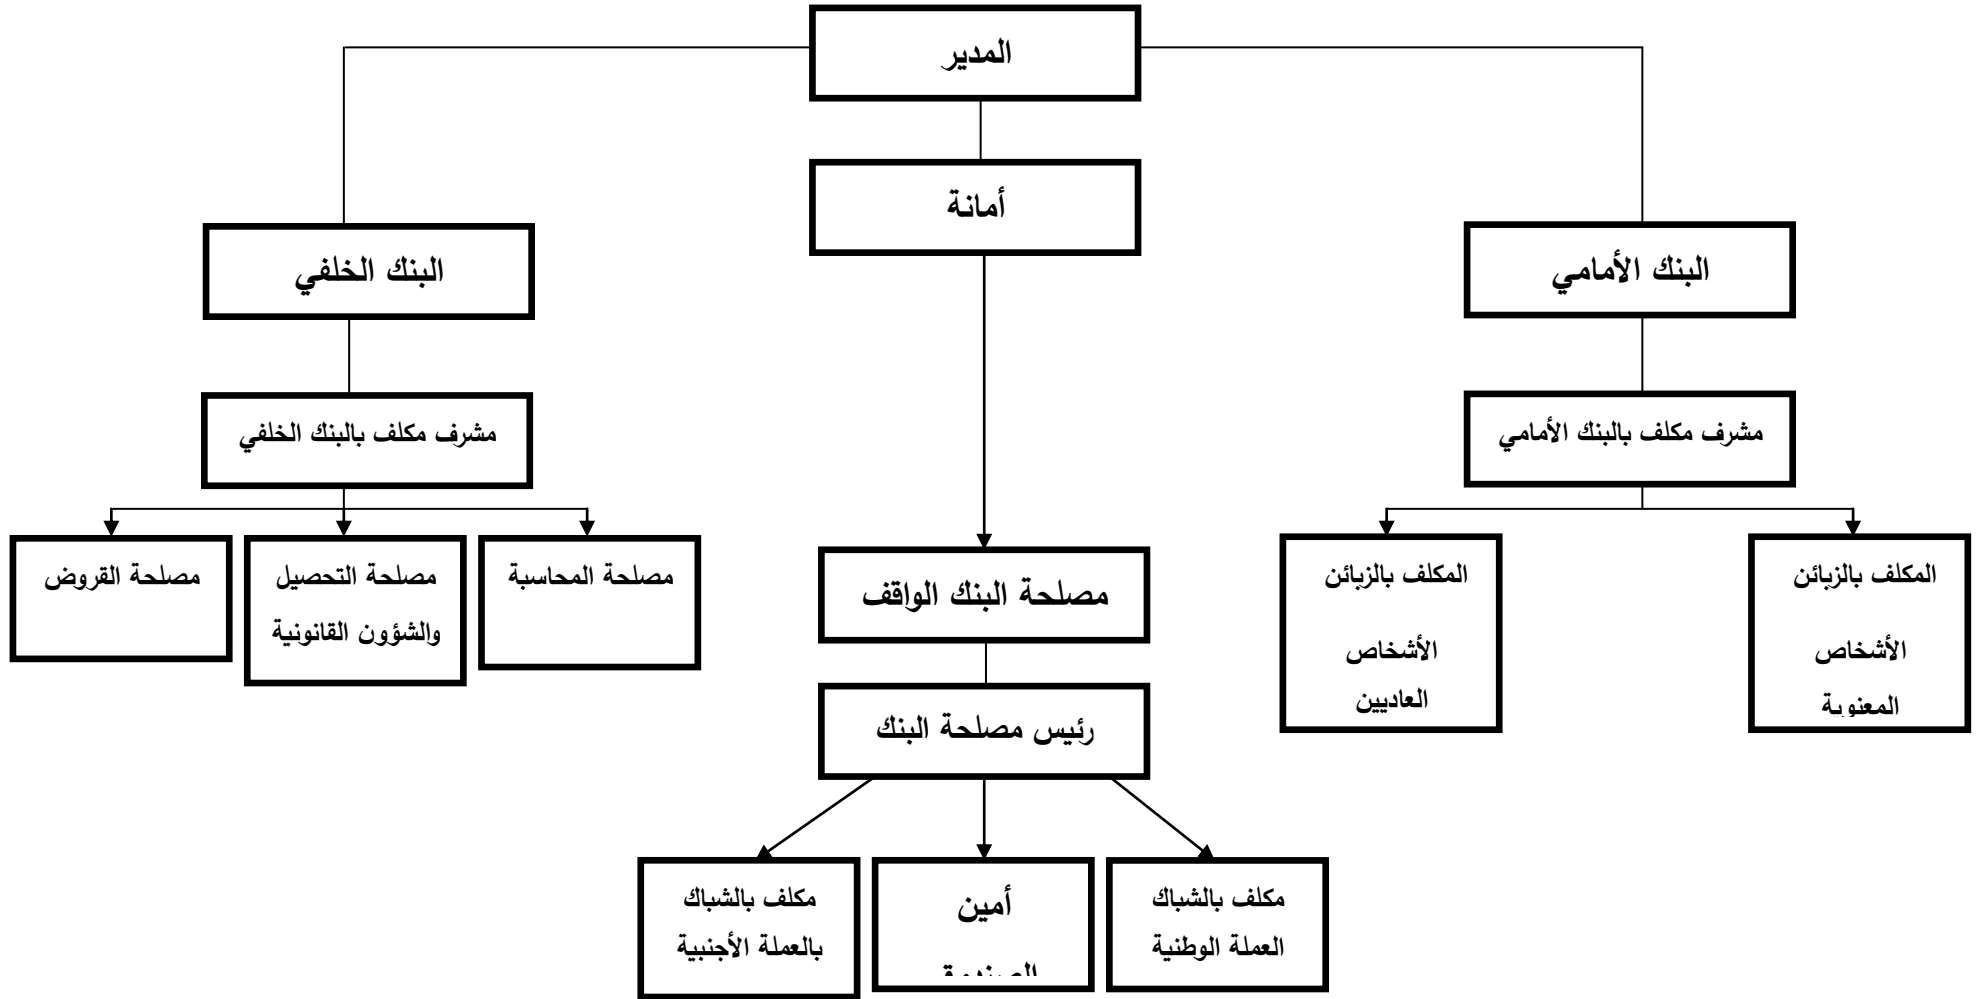 المدير
أمانة
البنك الأمامي
البنك الخلفي
مشرف مكلف بالبنك الأمامي
مشرف مكلف بالبنك الخلفي
المكلف بالزبائن
الأشخاص
المعنوية
المكلف بالزبائن
الأشخاص
العاديين
مصلحة البنك الواقف
مصلحة المحاسبة
مصلحة التحصيل
والشؤون القانونية
مصلحة القروض
رئيس مصلحة البنك
مكلف بالشباك
العملة الوطنية
أمين
مكلف بالشباك
بالعملة الأجنبية